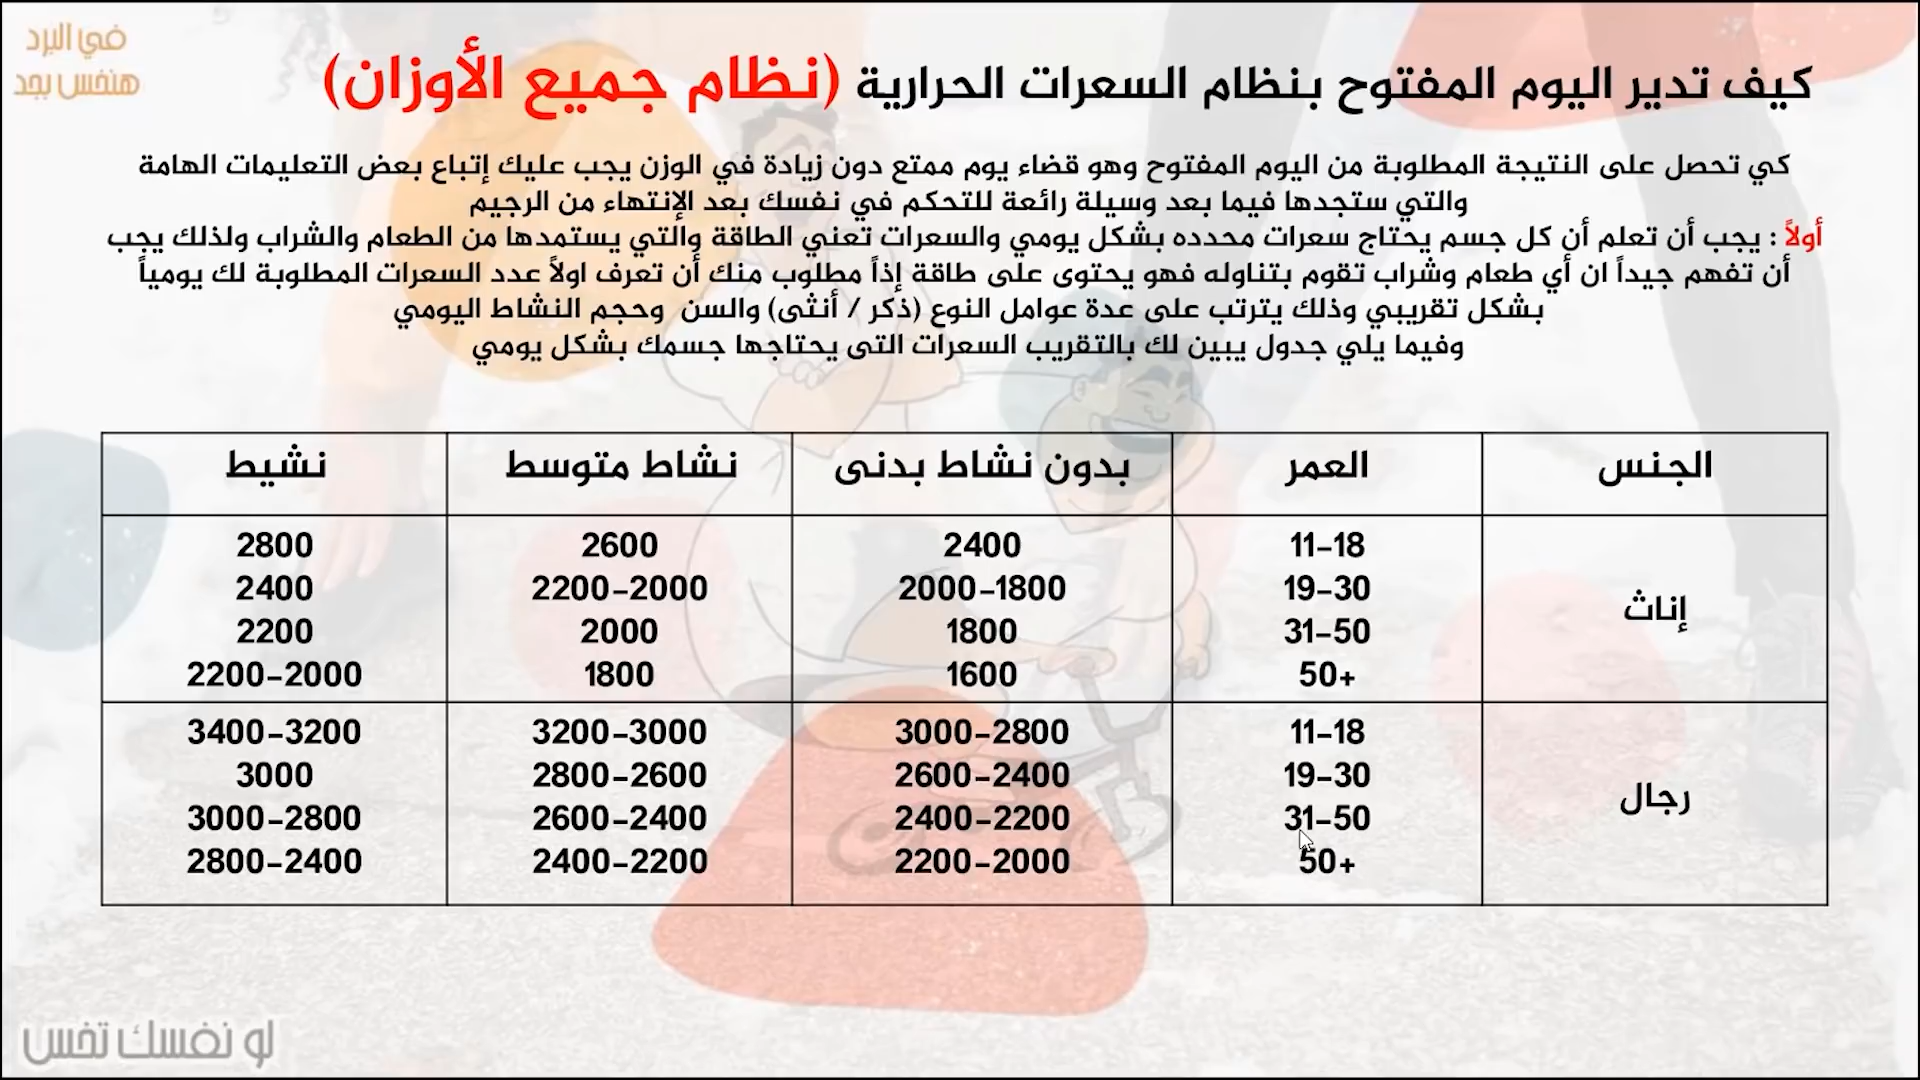 في البرد
هنخس بجد
كيف تدير اليوم المفتوح بنظام السعرات الحرارية (نظام جميع الأوزان)
كي تحصل على النتيجة المطلوبة من اليوم المفتوح وهو قضاء يوم ممتع دون زيادة في الوزن يجب عليك إتباع بعض التعليمات الهامة
والتي ستجدها فيما بعد وسيلة رائعة للتحكم في نفسك بعد الإنتهاء من الرجيم
أولاً : يجب أن تعلم أن كل جسم يحتاج سعرات محدده بشكل يومي والسعرات تعني الطاقة والتي يستمدها من الطعام والشراب ولذلك يجب
أن تفهم جيداً ان أي طعام وشراب تقوم بتناوله فهو يحتوى على طاقة إذاً مطلوب منك أن تعرف اولاً عدد السعرات المطلوبة لك يومياً
بشكل تقريبي وذلك يترتب على عدة عوامل النوع (ذكر / أنثى) والسن وحجم النشاط اليومي
وفيما يلي جدول يبين لك بالتقريب السعرات التى يحتاجها جسمك بشكل يومي
الجنس العمر بدون نشاط بدنى نشاط متوسط نشيط
إناث
11-18 2400 2600 2800
19-30 2000-1800 2200-2000 2400
31-50 1800 2000 2200
50+ 1600 1800 2200-2000
رجال
11-18 3000-2800 3200-3000 3400-3200
19-30 2600-2400 2800-2600 3000
31-50 2400-2200 2600-2400 3000-2800
50+ 2200-2000 2400-2200 2800-2400
لو نفسك تخس